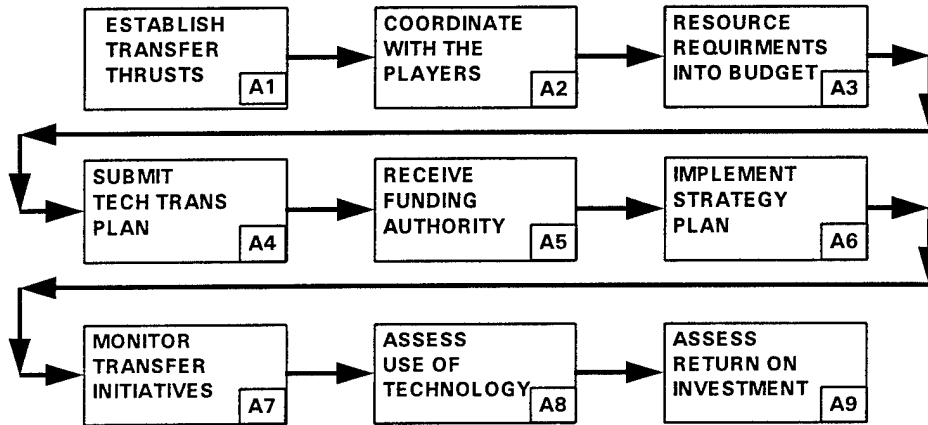 ESTABLISH
TRANSFER
THRUSTS
A1
COORDINATE
WITH THE
PLAYERS
A2
RESOURCE
REQUIRMENTS
INTO BUDGET
A3
SUBMIT
TECH TRANS
PLAN
A4
RECEIVE
FUNDING
AUTHORITY
A5
IMPLEMENT
STRATEGY
PLAN
A6
MONITOR
TRANSFER
INITIATIVES
A7
ASSESS
USE OF
TECHNOLOGY
A8
ASSESS
RETURN ON
INVESTMENT
A9